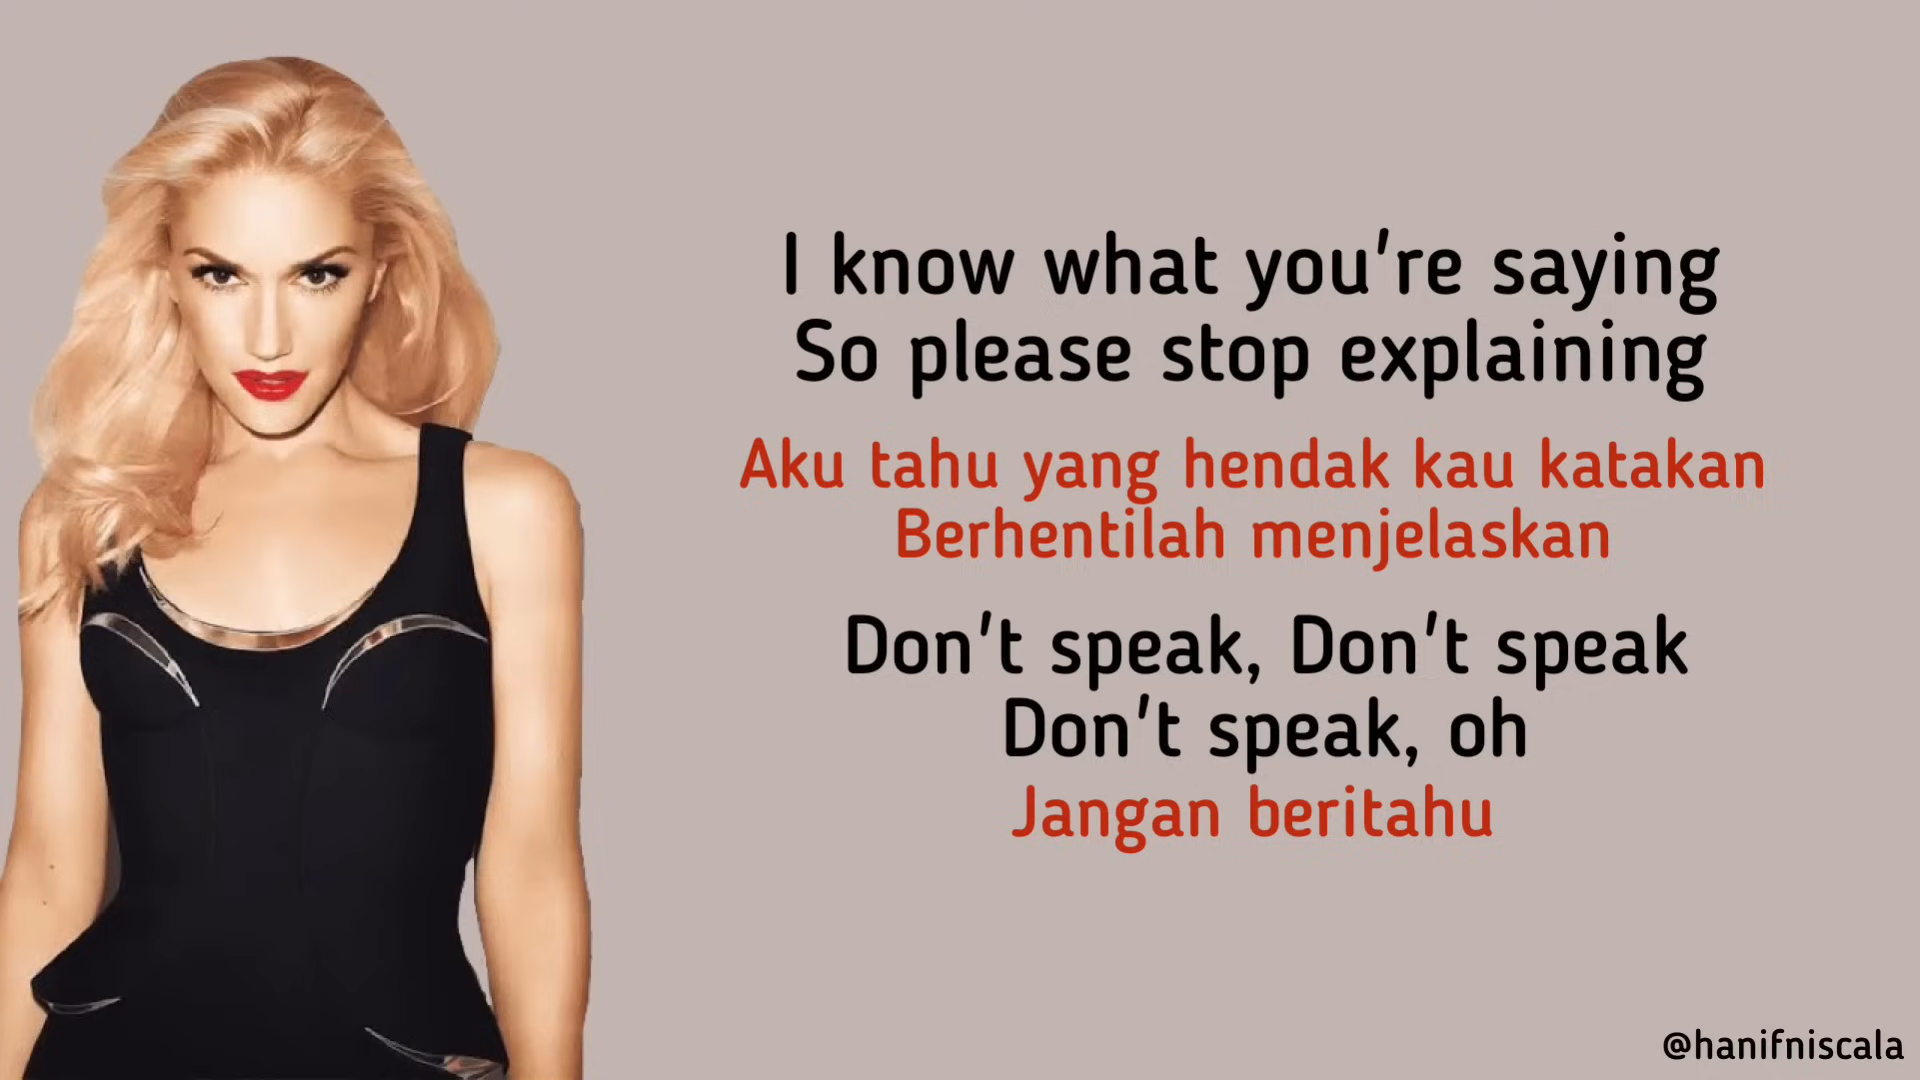 I know what you're saying
So please stop explaining
Aku tahu yang hendak kau katakan
Berhentilah menjelaskan
Don't speak, Don't speak
Don't speak, oh
Jangan beritahu
@hanifniscala